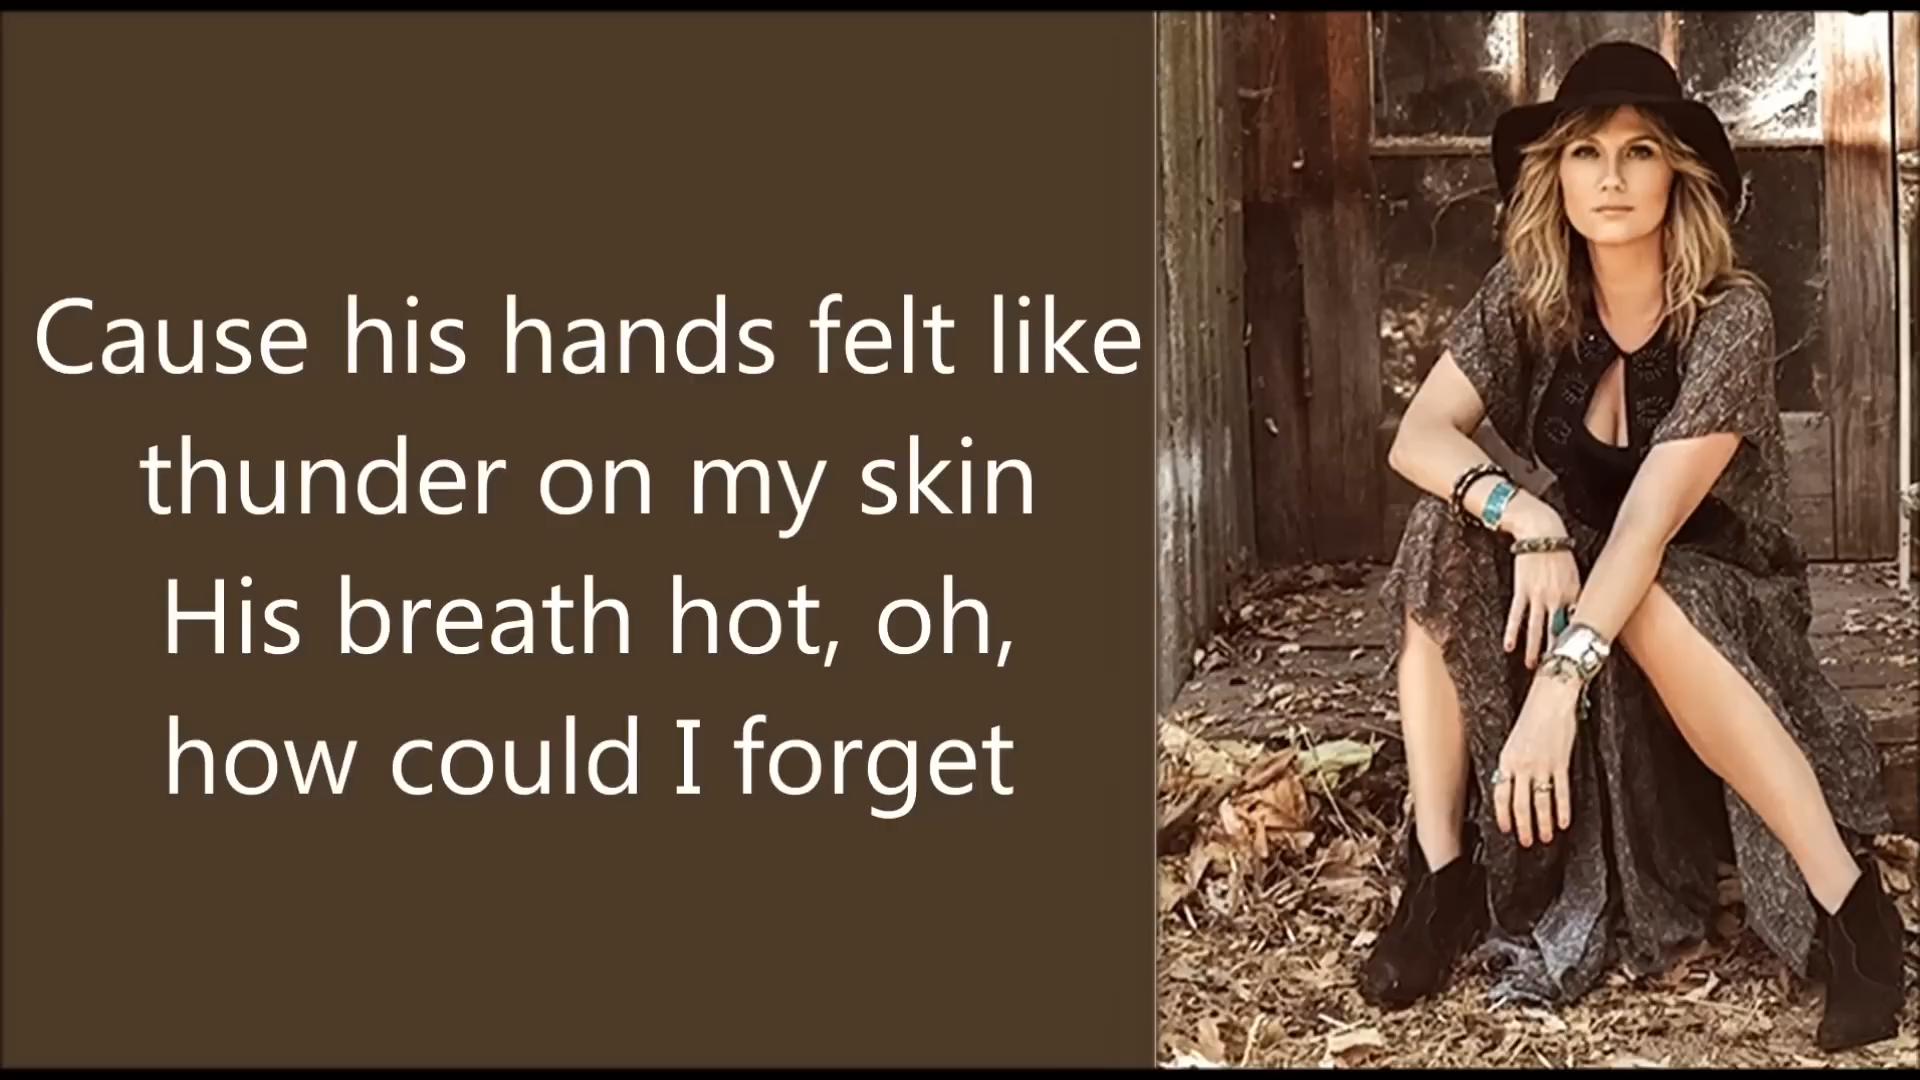 Cause his hands felt like
thunder on my skin
His breath hot, oh,
how could I forget